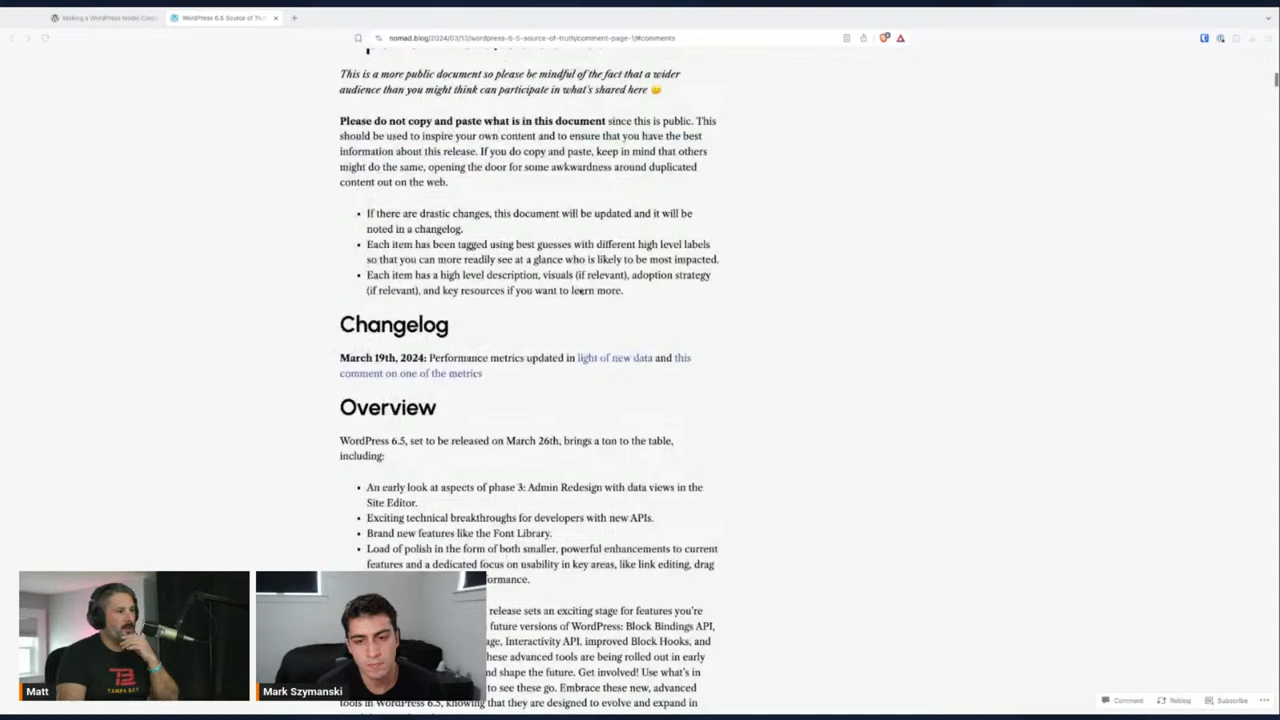 Making a WordPress Media Corp
WordPress 6.5 Source of Trut
nomad.blog/2024/03/13/wordpress-6-5-source-of-truth/comment-page-1/#comments
This is a more public document so please be mindful of the fact that a wider
audience than you might think can participate in what's shared here 🙂
Please do not copy and paste what is in this document since this is public. This
should be used to inspire your own content and to ensure that you have the best
information about this release. If you do copy and paste, keep in mind that others
might do the same, opening the door for some awkwardness around duplicated
content out on the web.
• If there are drastic changes, this document will be updated and it will be
noted in a changelog.
• Each item has been tagged using best guesses with different high level labels
so that you can more readily see at a glance who is likely to be most impacted.
• Each item has a high level description, visuals (if relevant), adoption strategy
(if relevant), and key resources if you want to learn more.
Changelog
March 19th, 2024: Performance metrics updated in light of new data and this
comment on one of the metrics
Overview
WordPress 6.5, set to be released on March 26th, brings a ton to the table,
including:
• An early look at aspects of phase 3: Admin Redesign with data views in the
Site Editor.
• Exciting technical breakthroughs for developers with new APIs.
• Brand new features like the Font Library.
• Load of polish in the form of both smaller, powerful enhancements to current
features and a dedicated focus on usability in key areas, like link editing, drag
ormance.
release sets an exciting stage for features you're
future versions of WordPress: Block Bindings API,
age, Interactivity API, improved Block Hooks, and
hese advanced tools are being rolled out in early
nd shape the future. Get involved! Use what's in
to see these go. Embrace these new, advanced
tools in WordPress 6.5, knowing that they are designed to evolve and expand in
TAMPA BAY
Matt
Mark Szymanski
Comment
Reblog
Subscribe